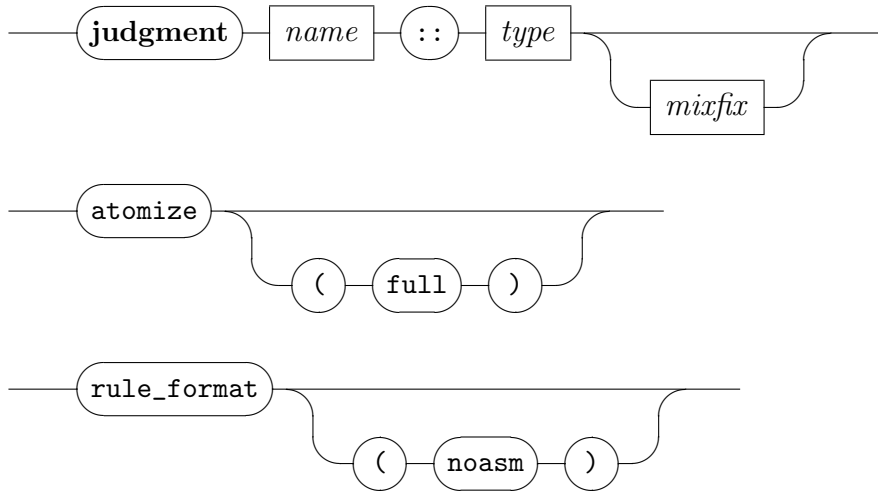 judgment name :: type
mixfix
atomize
( full )
rule_format
( noasm )